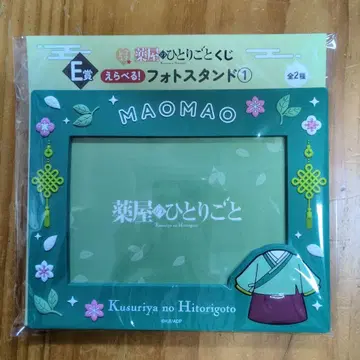 薬屋のひとりごとくじ
E賞
えらべる!フォトスタンド①
全2種
MAOMAO
薬屋のひとりごと
Kusuriya no Hitorigoto
Kusuriya no Hitorigoto